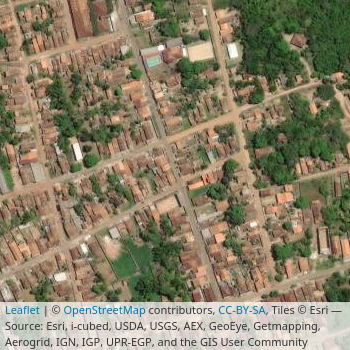 Leaflet | © OpenStreetMap contributors, CC-BY-SA, Tiles © Esri —
Source: Esri, i-cubed, USDA, USGS, AEX, GeoEye, Getmapping,
Aerogrid, IGN, IGP, UPR-EGP, and the GIS User Community